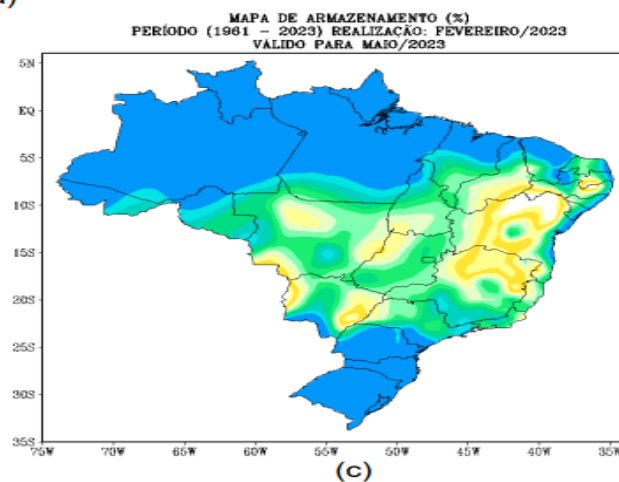 MAPA DE ARMAZENAMENTO (%)
PERÍODO (1961 – 2023) REALIZAÇÃO: FEVEREIRO/2023
VÁLIDO PARA MAIO/2023
5N
EQ
5S
10S
15S
20S
25S
30S
35S
75W 70W 65W 60W 55W 50W 45W 40W 35W
(c)